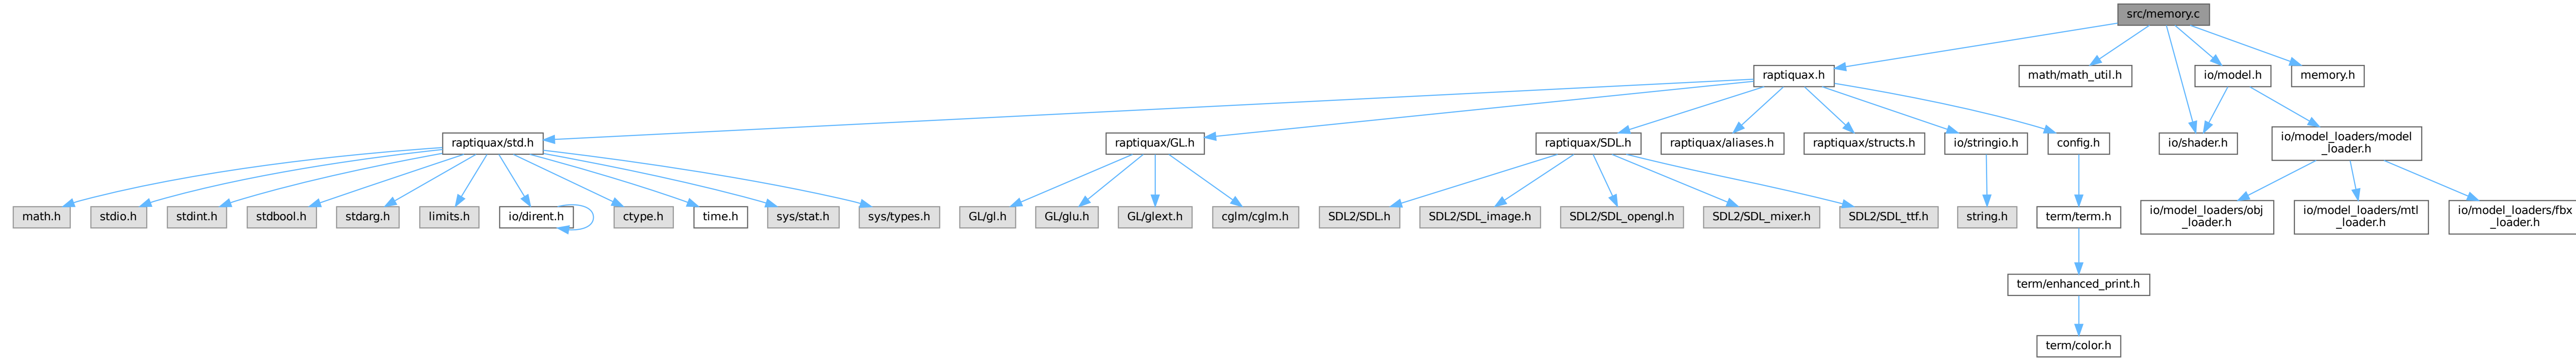 src/memory.c
raptiquax.h
math/math_util.h
io/model.h
memory.h
raptiquax/std.h
raptiquax/GL.h
raptiquax/SDL.h
raptiquax/aliases.h
raptiquax/structs.h
io/stringio.h
config.h
io/shader.h
io/model_loaders/model
_loader.h
math.h
stdio.h
stdint.h
stdbool.h
stdarg.h
limits.h
io/dirent.h
ctype.h
time.h
sys/stat.h
sys/types.h
GL/gl.h
GL/glu.h
GL/glext.h
cglm/cglm.h
SDL2/SDL.h
SDL2/SDL_image.h
SDL2/SDL_opengl.h
SDL2/SDL_mixer.h
SDL2/SDL_ttf.h
string.h
term/term.h
io/model_loaders/obj
_loader.h
io/model_loaders/mtl
_loader.h
io/model_loaders/fbx
_loader.h
term/enhanced_print.h
term/color.h